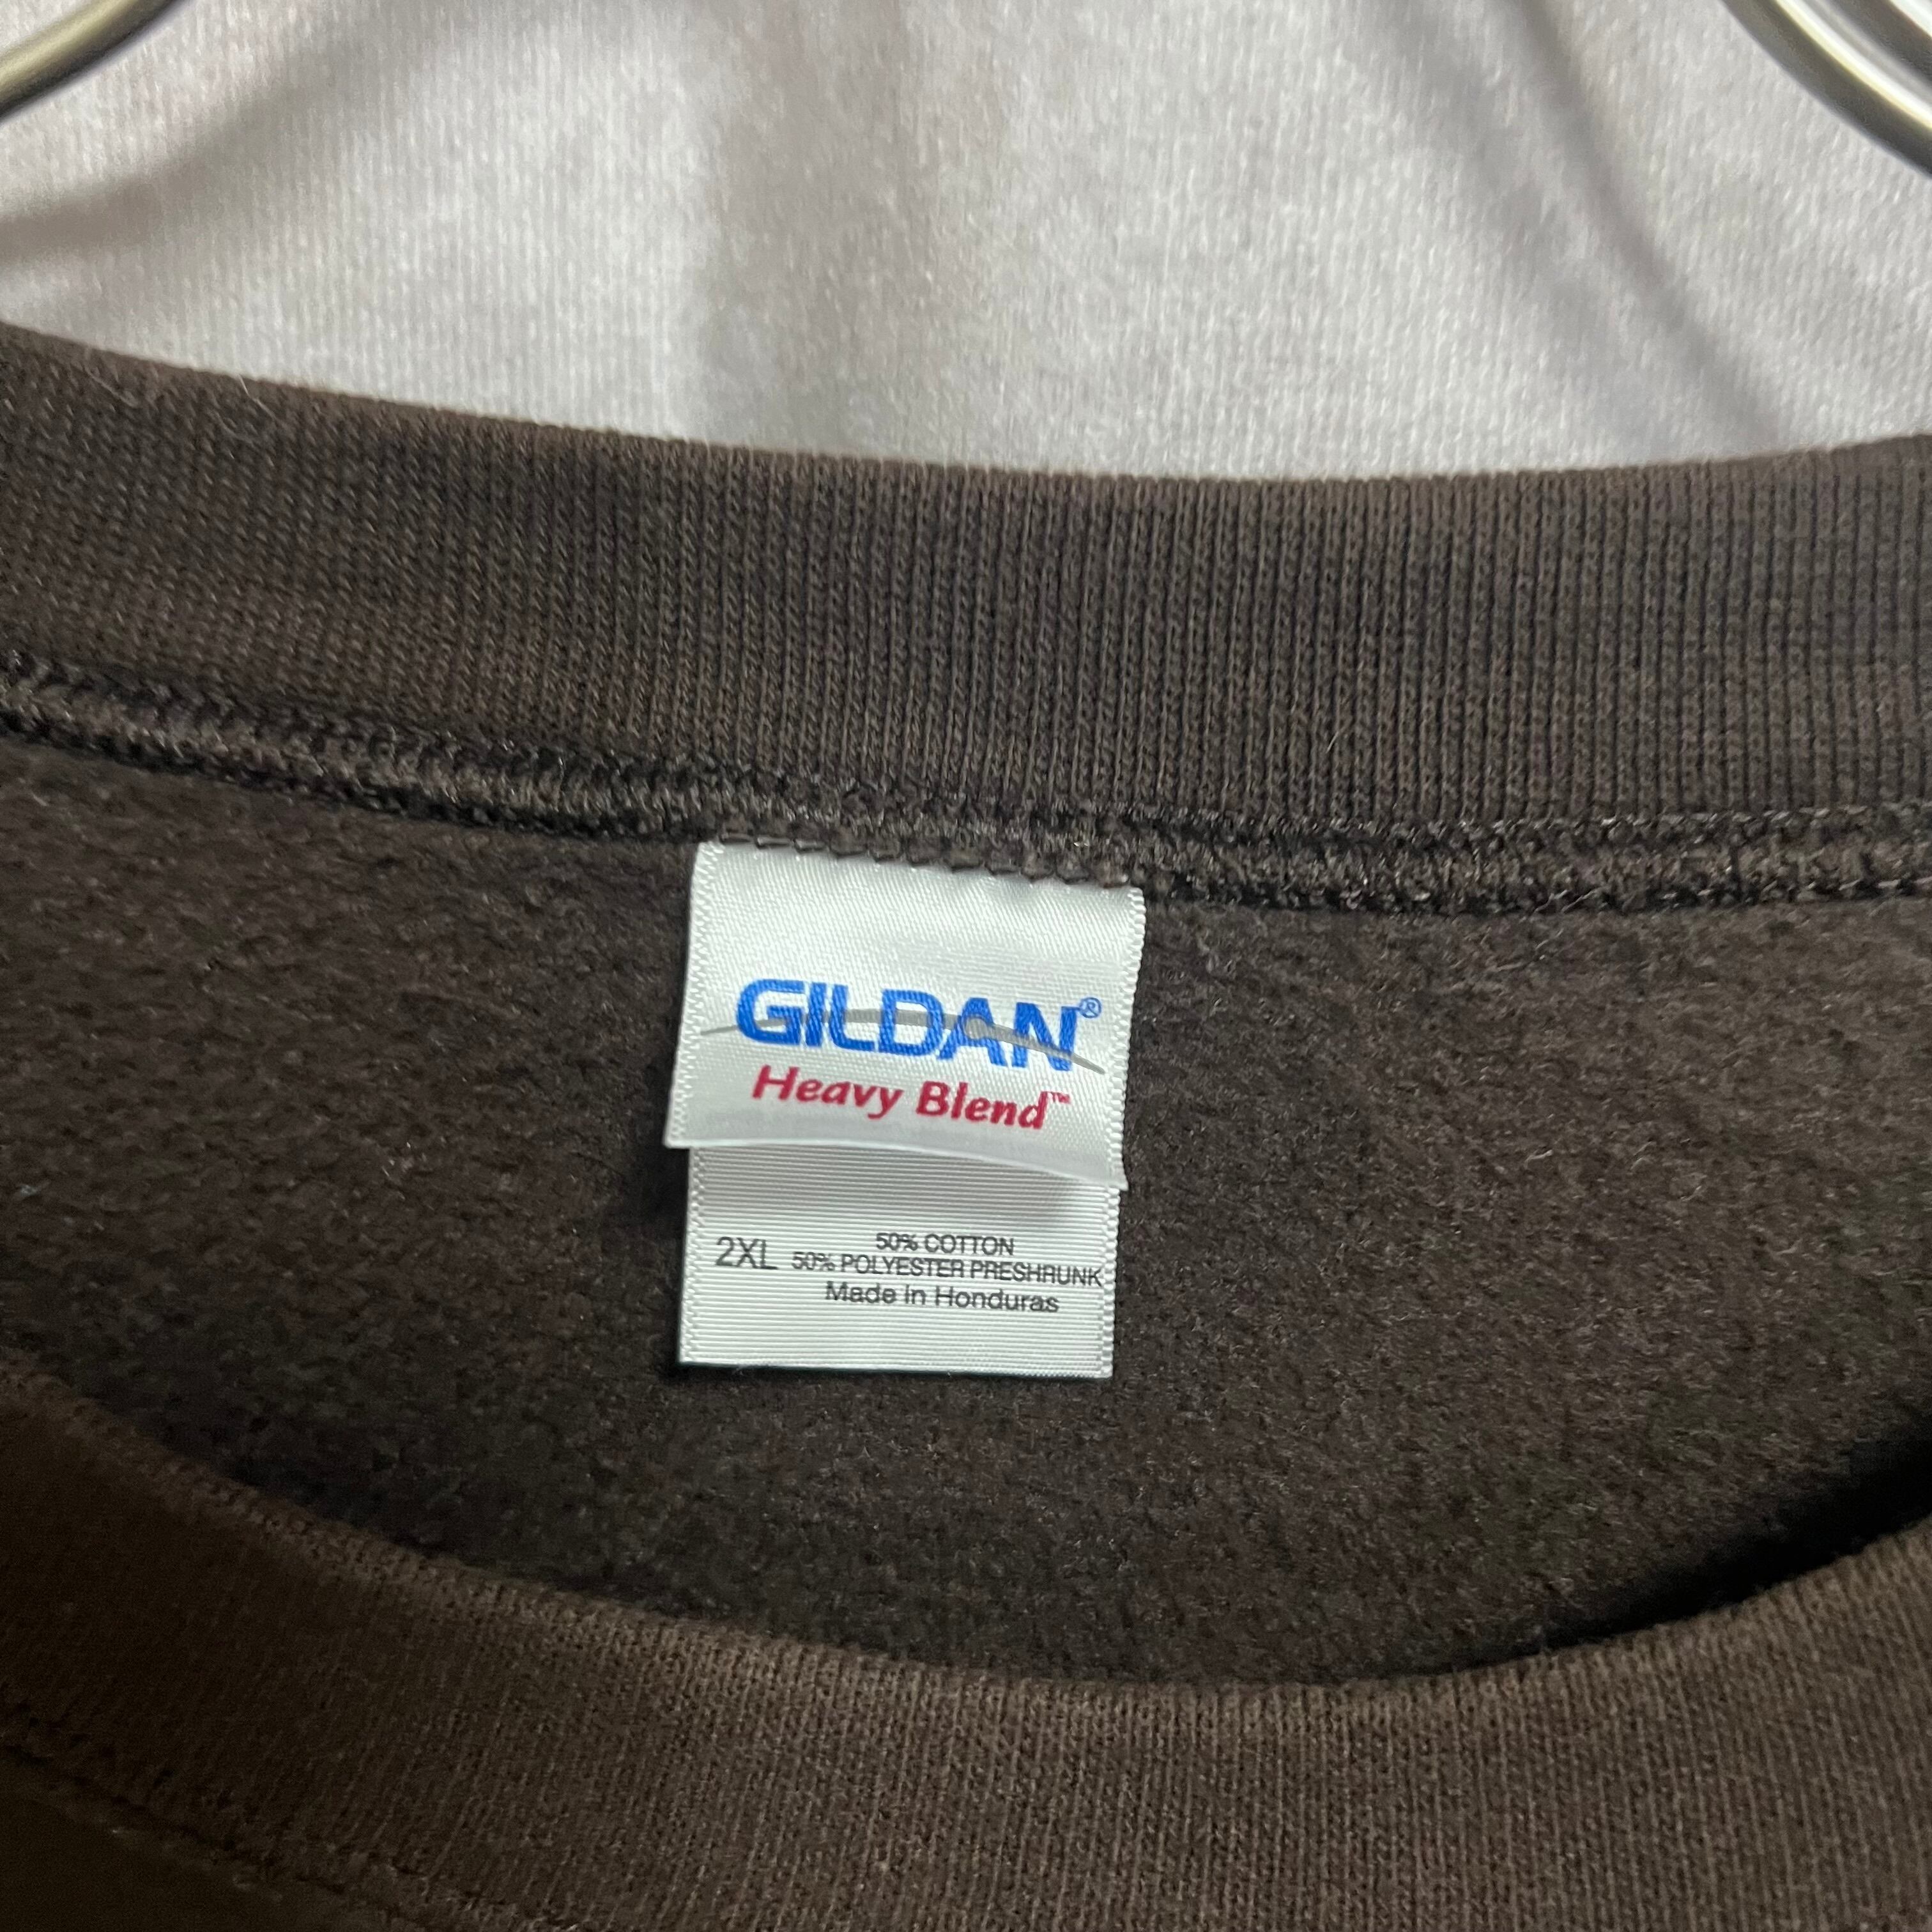 GILDAN®
Heavy Blend™
2XL
50% COTTON
50% POLYESTER PRESHRUNK
Made in Honduras